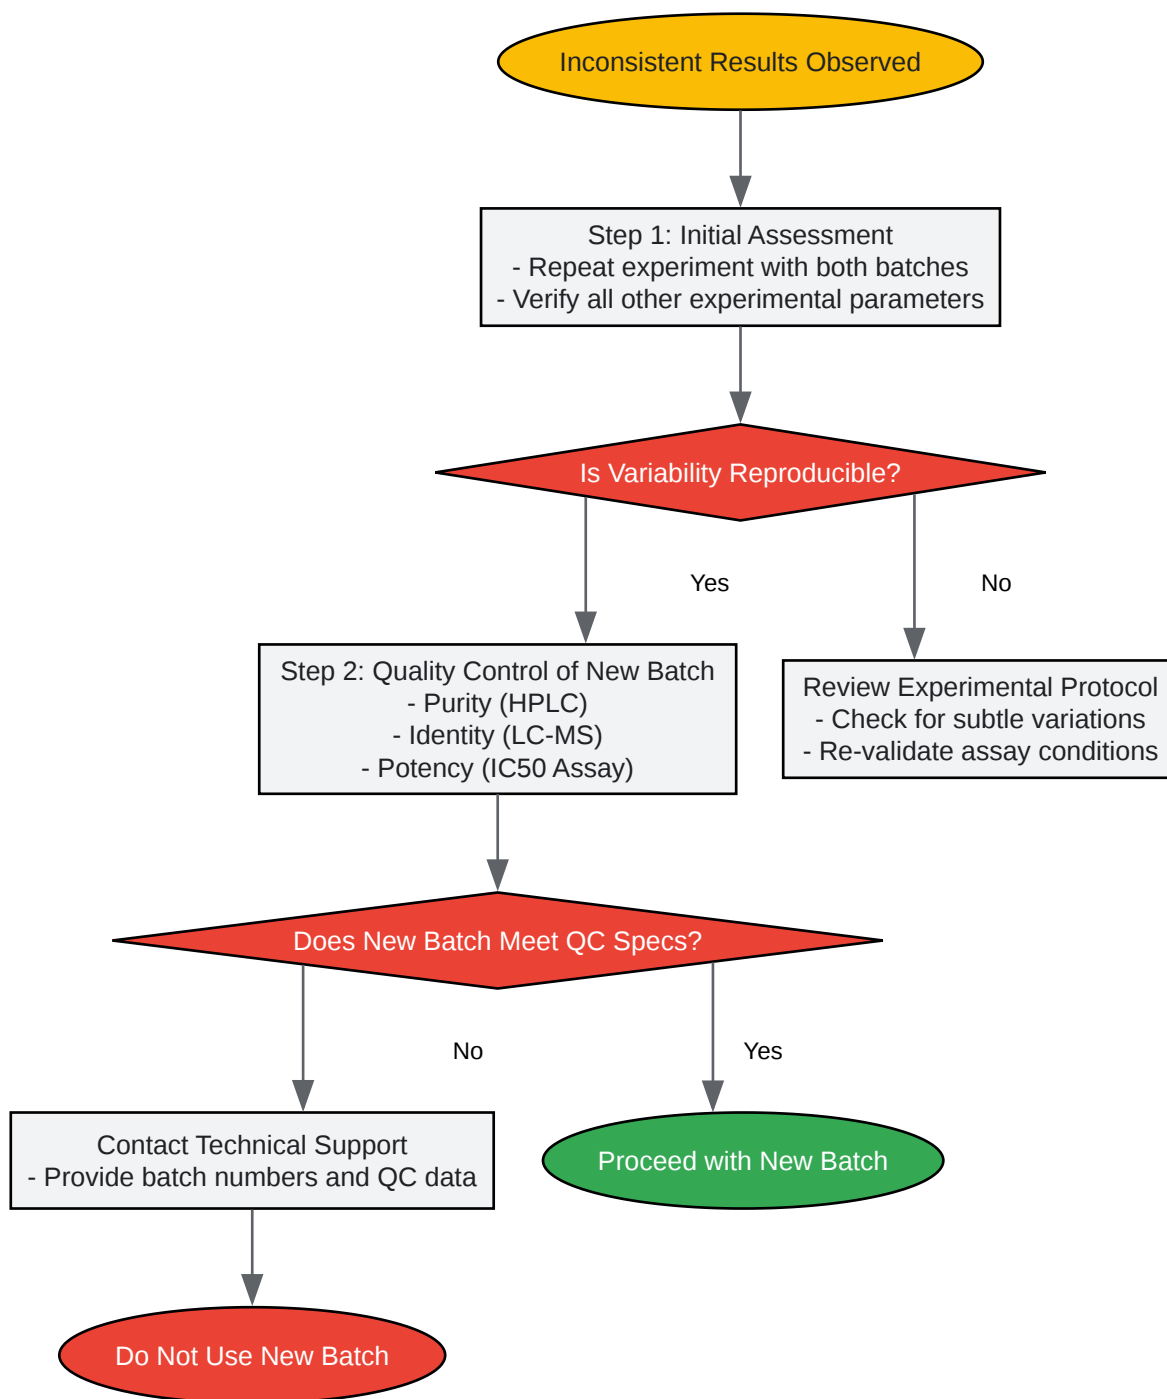 Inconsistent Results Observed
Step 1: Initial Assessment
- Repeat experiment with both batches
- Verify all other experimental parameters
Is Variability Reproducible?
Yes
No
Step 2: Quality Control of New Batch
- Purity (HPLC)
- Identity (LC-MS)
- Potency (IC50 Assay)
Review Experimental Protocol
- Check for subtle variations
- Re-validate assay conditions
Does New Batch Meet QC Specs?
No
Yes
Contact Technical Support
- Provide batch numbers and QC data
Proceed with New Batch
Do Not Use New Batch